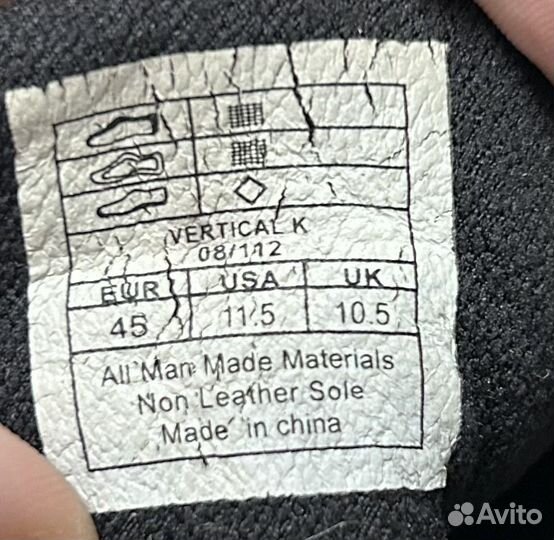 VERTICAL K
08/112
EUR USA UK
45 11.5 10.5
All Man Made Materials
Non Leather Sole
Made in china
Avito